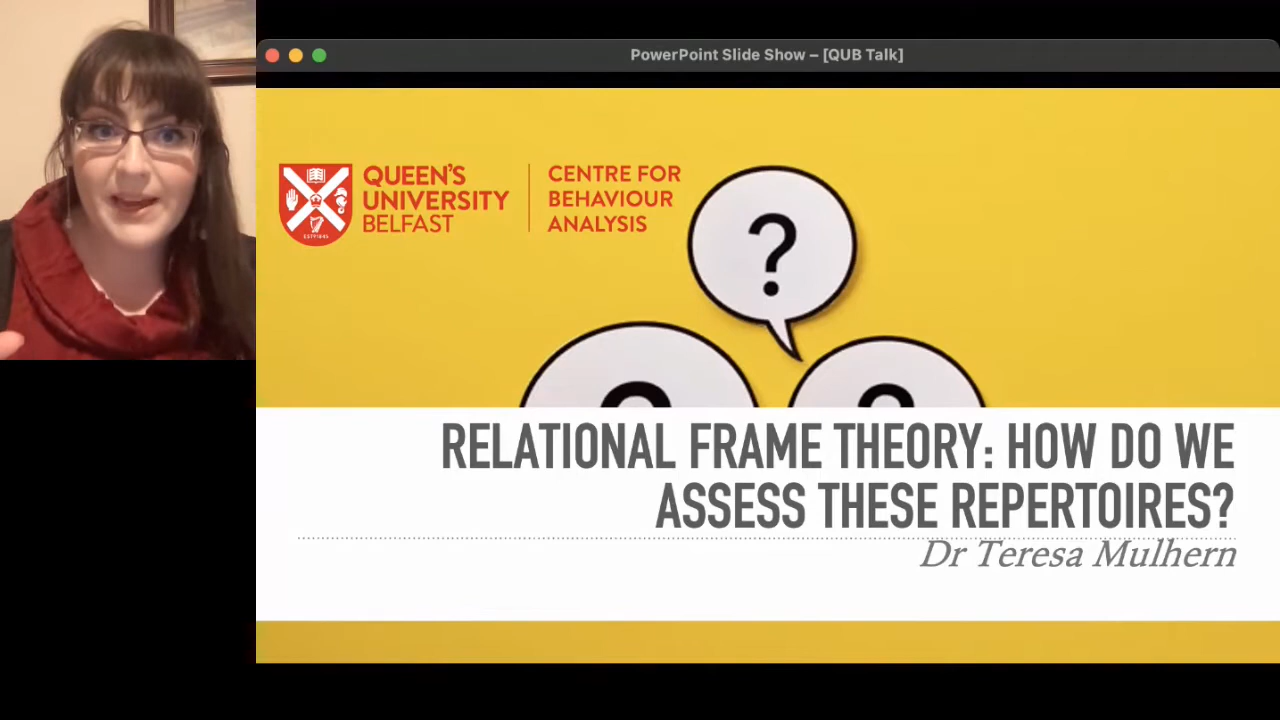 PowerPoint Slide Show – [QUB Talk]
QUEEN'S
UNIVERSITY
BELFAST
CENTRE FOR
BEHAVIOUR
ANALYSIS
?
RELATIONAL FRAME THEORY: HOW DO WE
ASSESS THESE REPERTOIRES?
Dr Teresa Mulhern